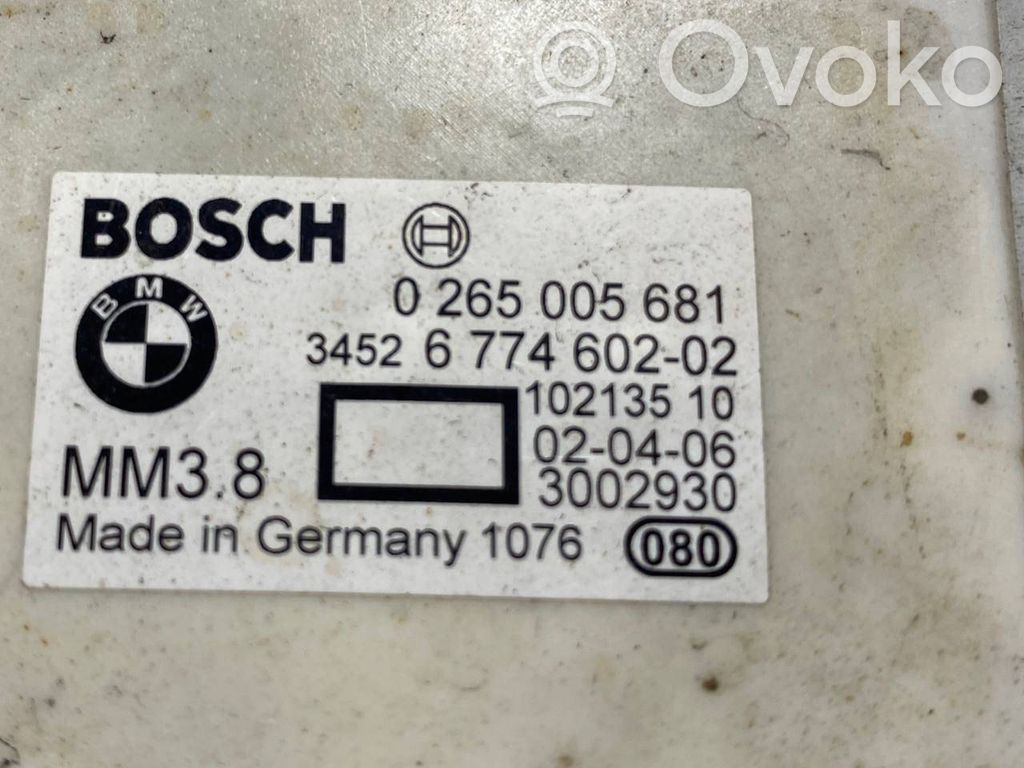 Ovoko
BOSCH
0 265 005 681
BMW
3452 6 774 602-02
102135 10
02-04-06
MM3.8
3002930
Made in Germany 1076 080